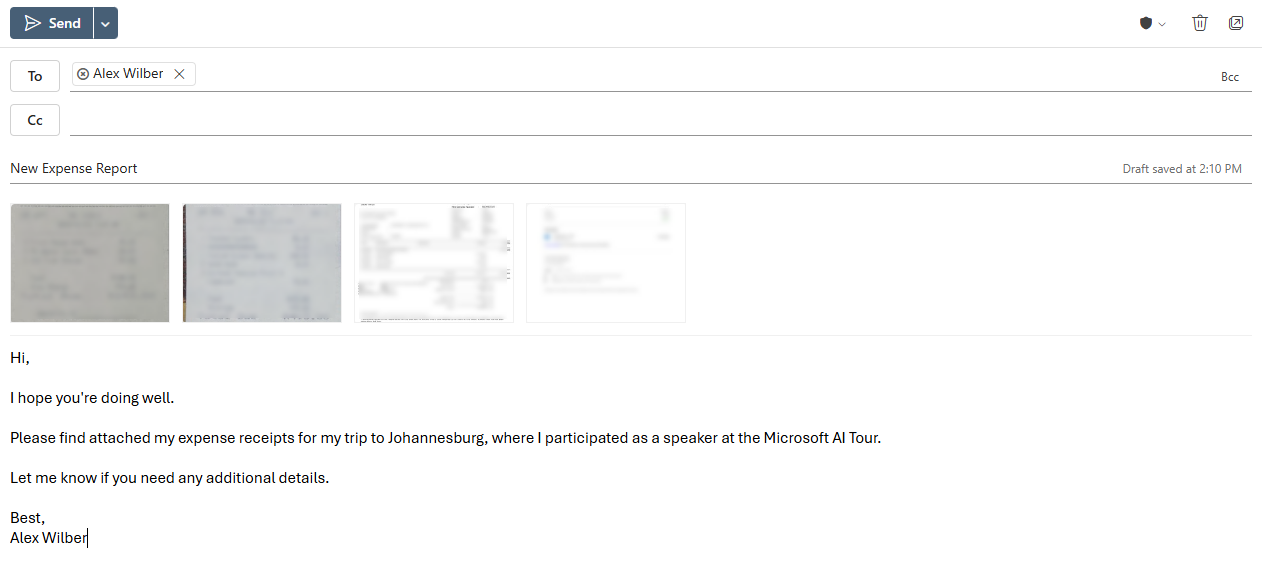 Send
To
Alex Wilber
Bcc
Cc
New Expense Report
Draft saved at 2:10 PM
Hi,
I hope you're doing well.
Please find attached my expense receipts for my trip to Johannesburg, where I participated as a speaker at the Microsoft AI Tour.
Let me know if you need any additional details.
Best,
Alex Wilber